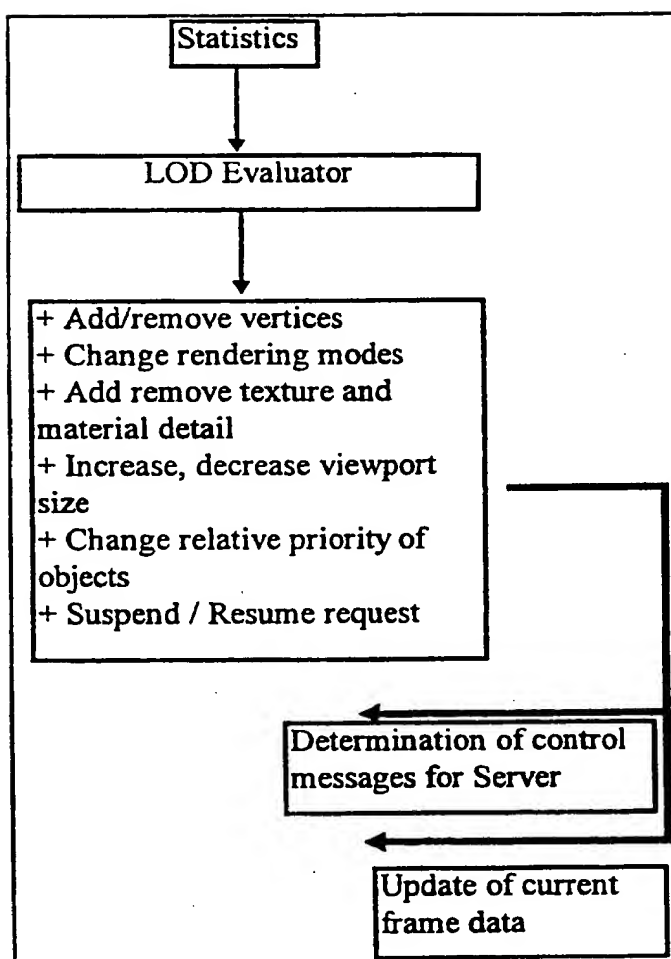 Statistics
LOD Evaluator
+ Add/remove vertices
+ Change rendering modes
+ Add remove texture and
material detail
+ Increase, decrease viewport
size
+ Change relative priority of
objects
+ Suspend / Resume request
Determination of control
messages for Server
Update of current
frame data